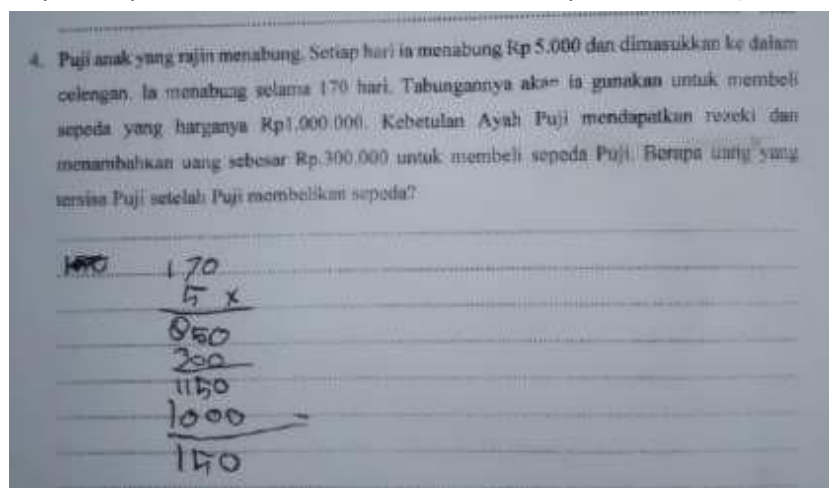 4. Puji anak yang rajin menabung. Setiap hari ia menabung Rp 5.000 dan dimasukkan ke dalam
celengan. Ia menabung selama 170 hari. Tabungannya akan ia gunakan untuk membeli
sepeda yang harganya Rp1.000.000. Kebetulan Ayah Puji mendapatkan rezeki dan
menambahkan uang sebesar Rp.300.000 untuk membeli sepeda Puji. Berapa uang yang
tersisa Puji setelah Puji membelikan sepeda?
170
5 x
850
200
1150
1000 -
150